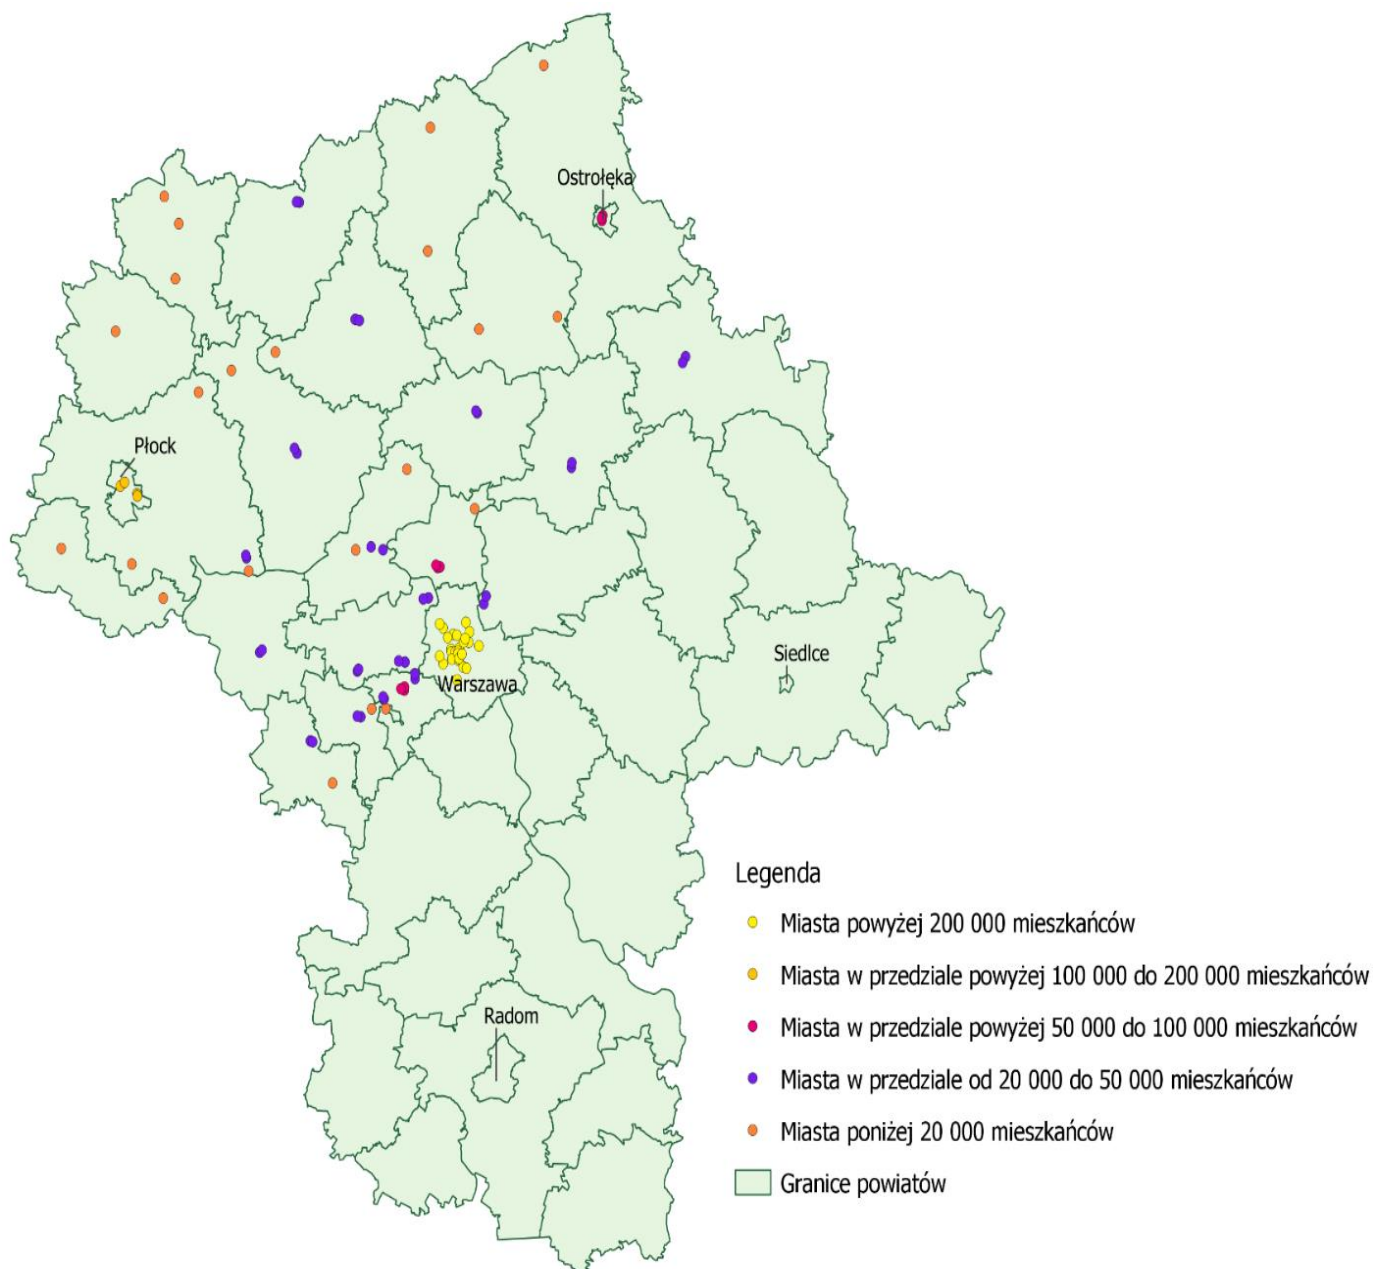 Ostrołęka
Płock
Siedlce
Warszawa
Legenda
Miasta powyżej 200 000 mieszkańców
Miasta w przedziale powyżej 100 000 do 200 000 mieszkańców
Radom
Miasta w przedziale powyżej 50 000 do 100 000 mieszkańców
Miasta w przedziale od 20 000 do 50 000 mieszkańców
Miasta poniżej 20 000 mieszkańców
Granice powiatów